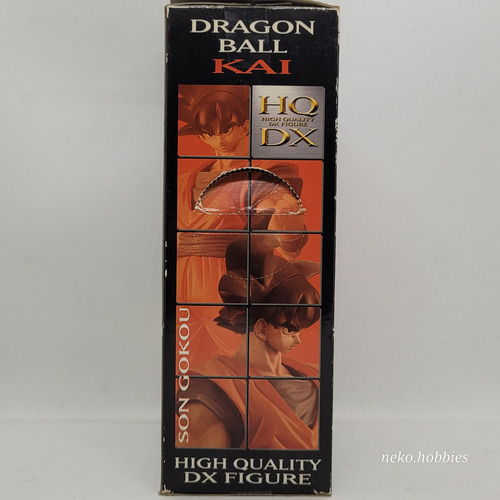 DRAGON
BALL
KAI
HQ
HIGH QUALITY
DX FIGURE
DX
SON GOKOU
HIGH QUALITY
DX FIGURE
neko.hobbies